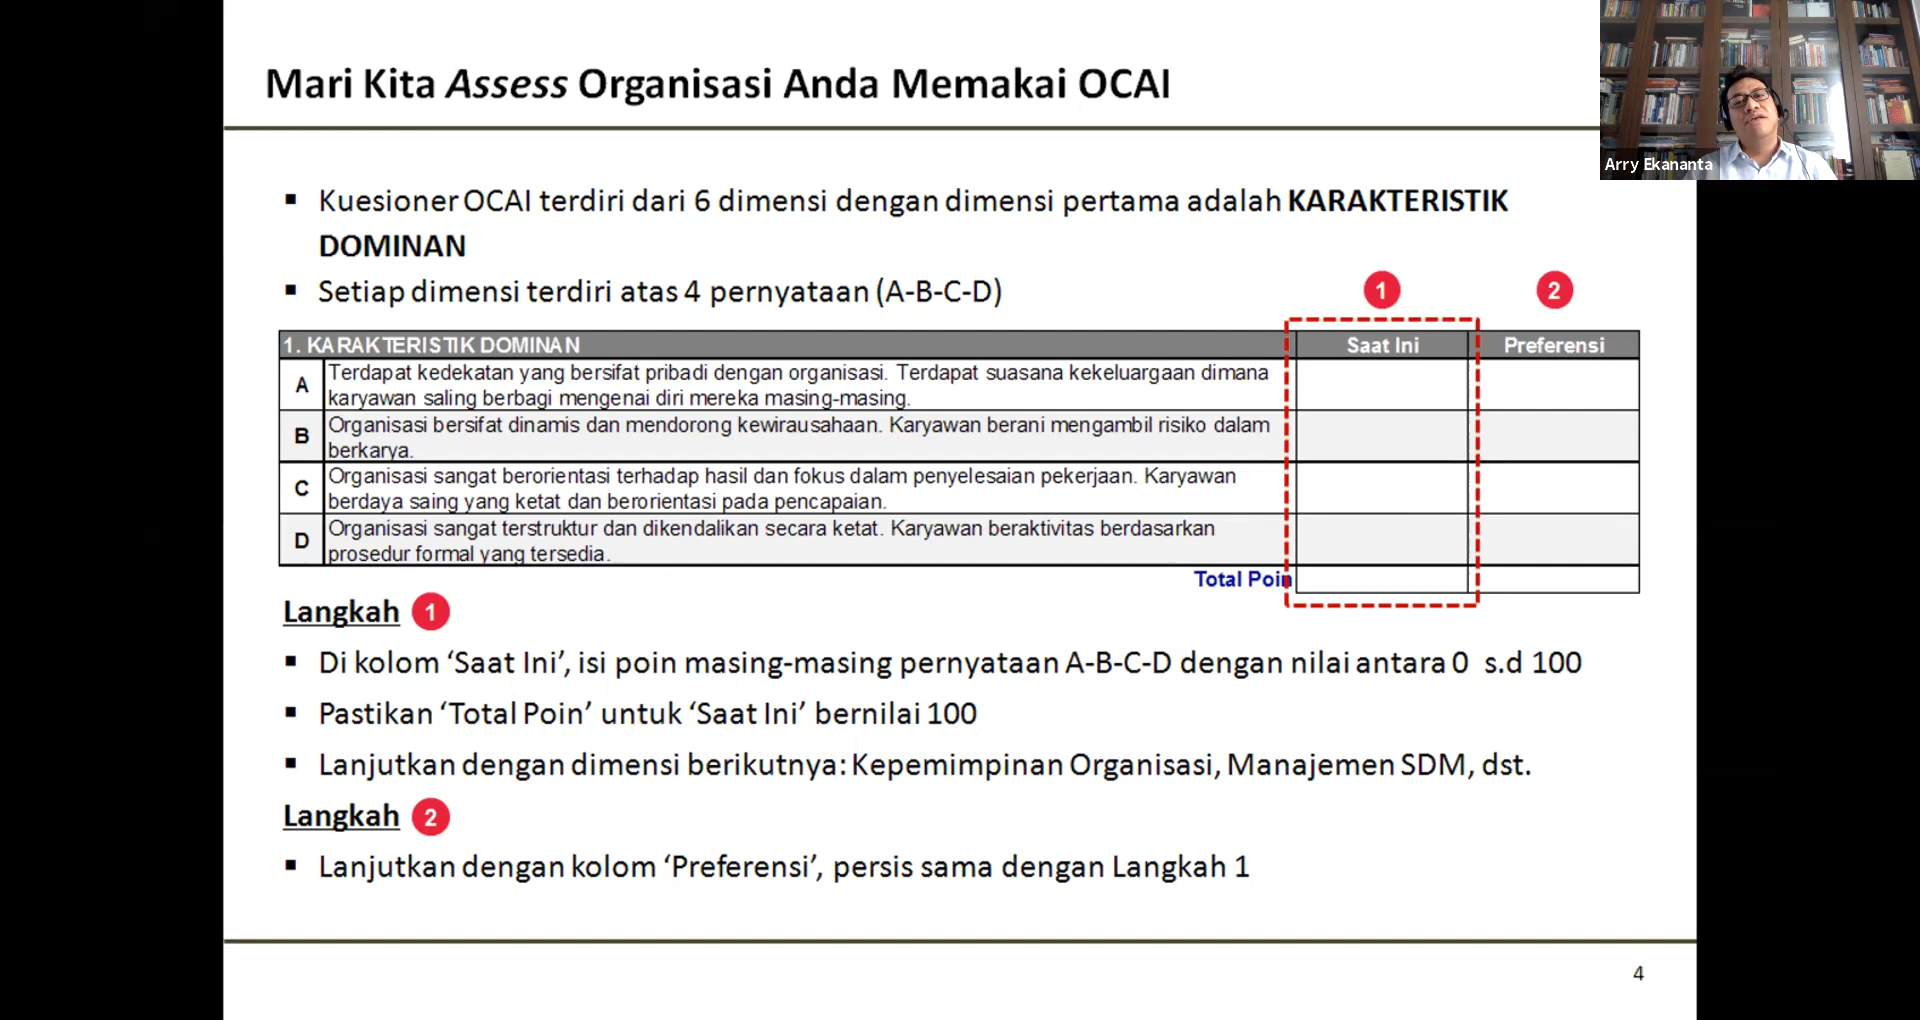 Mari Kita Assess Organisasi Anda Memakai OCAI
Arry Ekananta
▪ Kuesioner OCAI terdiri dari 6 dimensi dengan dimensi pertama adalah KARAKTERISTIK
DOMINAN
▪ Setiap dimensi terdiri atas 4 pernyataan (A-B-C-D)
1 2
1. KARAKTERISTIK DOMINAN Saat Ini Preferensi
A Terdapat kedekatan yang bersifat pribadi dengan organisasi. Terdapat suasana kekeluargaan dimana
karyawan saling berbagi mengenai diri mereka masing-masing.
B Organisasi bersifat dinamis dan mendorong kewirausahaan. Karyawan berani mengambil risiko dalam
berkarya.
C Organisasi sangat berorientasi terhadap hasil dan fokus dalam penyelesaian pekerjaan. Karyawan
berdaya saing yang ketat dan berorientasi pada pencapaian.
D Organisasi sangat terstruktur dan dikendalikan secara ketat. Karyawan beraktivitas berdasarkan
prosedur formal yang tersedia.
Total Poin
Langkah 1
▪ Di kolom ‘Saat Ini’, isi poin masing-masing pernyataan A-B-C-D dengan nilai antara 0 s.d 100
▪ Pastikan ‘Total Poin’ untuk ‘Saat Ini’ bernilai 100
▪ Lanjutkan dengan dimensi berikutnya: Kepemimpinan Organisasi, Manajemen SDM, dst.
Langkah 2
▪ Lanjutkan dengan kolom ‘Preferensi’, persis sama dengan Langkah 1
4